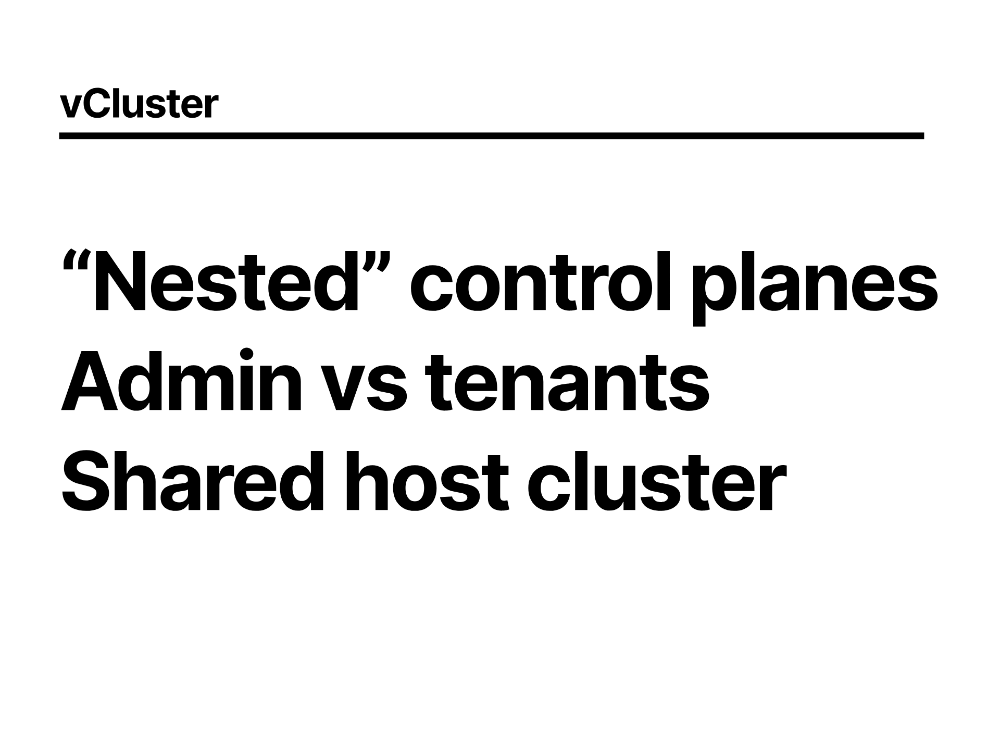 vCluster
“Nested” control planes
Admin vs tenants
Shared host cluster